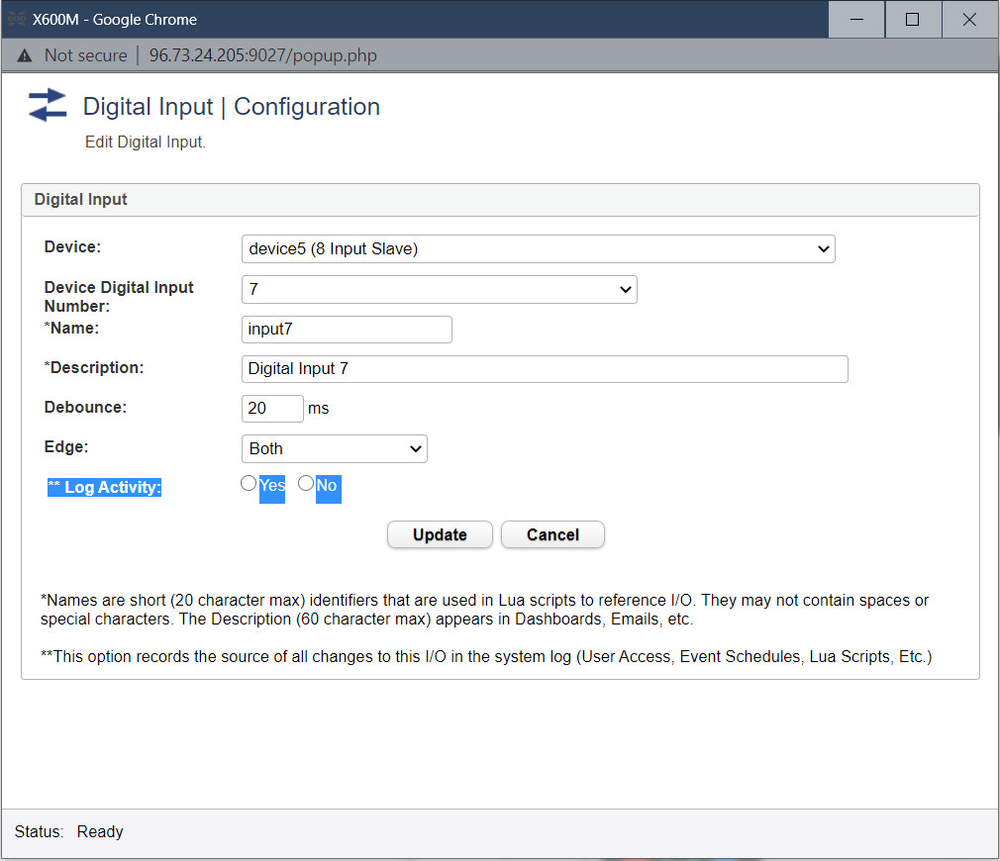 X600M - Google Chrome
Not secure | 96.73.24.205:9027/popup.php
Digital Input | Configuration
Edit Digital Input.
Digital Input
Device: device5 (8 Input Slave)
Device Digital Input
Number: 7
*Name: input7
*Description: Digital Input 7
Debounce: 20 ms
Edge: Both
** Log Activity: Yes No
Update Cancel
*Names are short (20 character max) identifiers that are used in Lua scripts to reference I/O. They may not contain spaces or
special characters. The Description (60 character max) appears in Dashboards, Emails, etc.
**This option records the source of all changes to this I/O in the system log (User Access, Event Schedules, Lua Scripts, Etc.)
Status: Ready